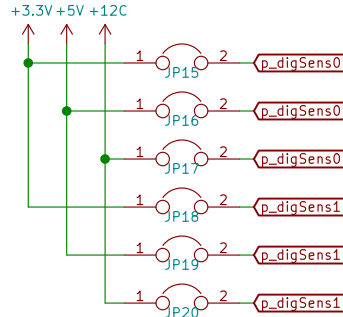 +3.3V +5V +12C
1 2 p_digSens0
JP15
1 2 p_digSens0
JP16
1 2 p_digSens0
JP17
1 2 p_digSens1
JP18
1 2 p_digSens1
JP19
1 2 p_digSens1
JP20